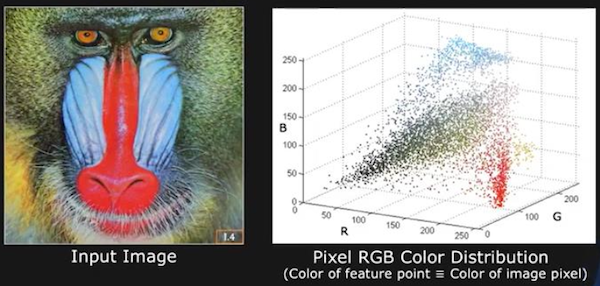 I.4
Input Image
250
200
150
100
50
0
B
0
50
100
150
200
250
R
0
100
200
G
Pixel RGB Color Distribution
(Color of feature point ≡ Color of image pixel)